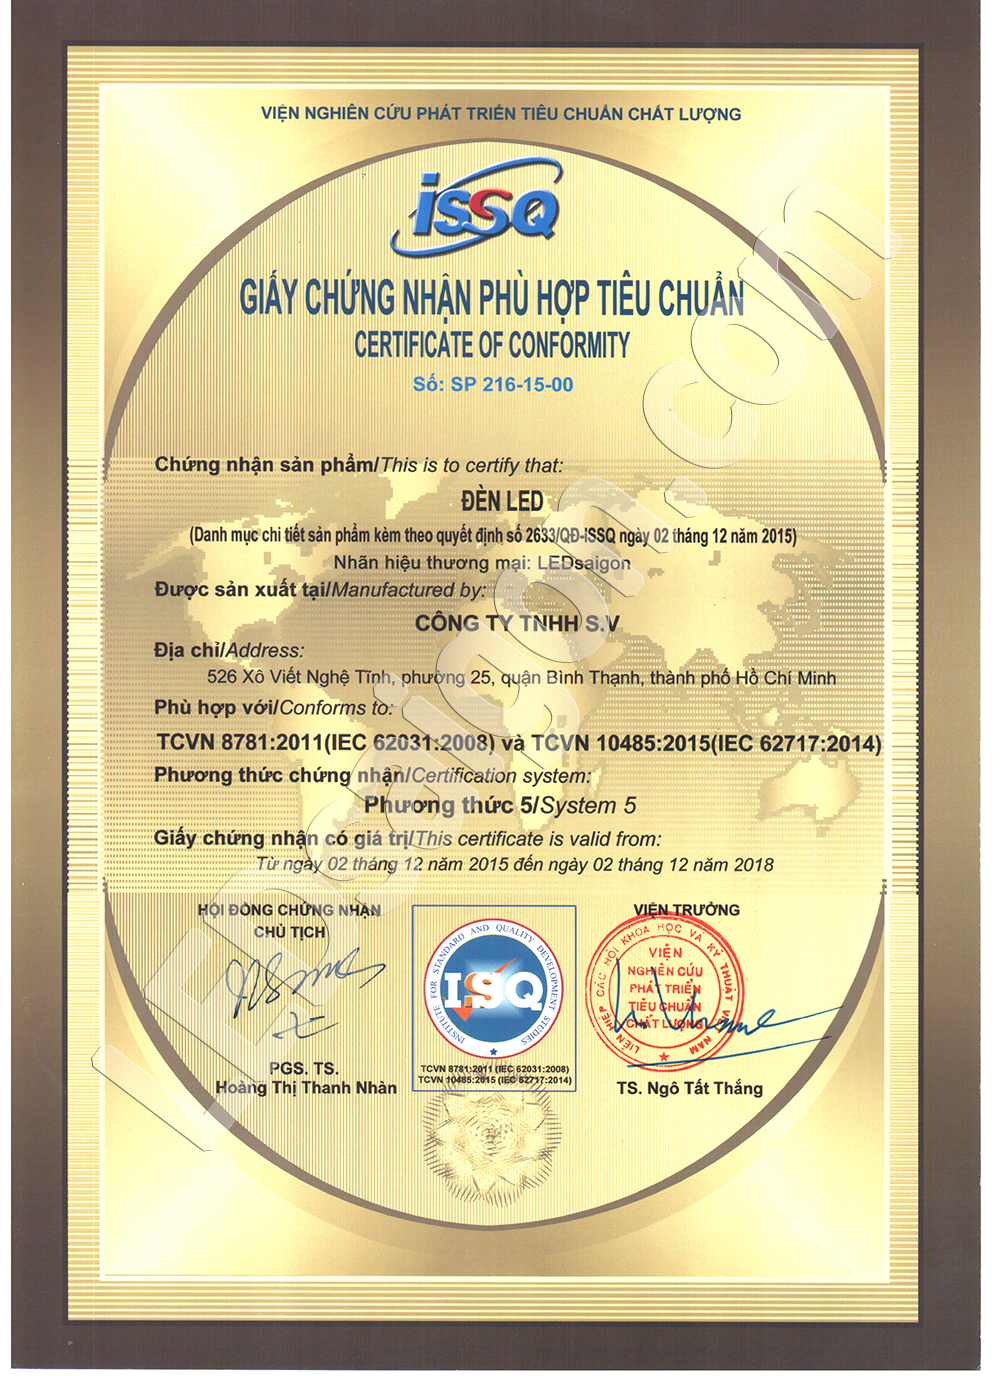 VIỆN NGHIÊN CỨU PHÁT TRIỂN TIÊU CHUẨN CHẤT LƯỢNG
iSSQ
GIẤY CHỨNG NHẬN PHÙ HỢP TIÊU CHUẨN
CERTIFICATE OF CONFORMITY
Số: SP 216-15-00
Chứng nhận sản phẩm/This is to certify that:
ĐÈN LED
(Danh mục chi tiết sản phẩm kèm theo quyết định số 2633/QĐ-iSSQ ngày 02 tháng 12 năm 2015)
Nhãn hiệu thương mại: LEDsaigon
Được sản xuất tại/Manufactured by:
CÔNG TY TNHH S.V
Địa chỉ/Address:
526 Xô Viết Nghệ Tĩnh, phường 25, quận Bình Thạnh, thành phố Hồ Chí Minh
Phù hợp với/Conforms to:
TCVN 8781:2011(IEC 62031:2008) và TCVN 10485:2015(IEC 62717:2014)
Phương thức chứng nhận/Certification system:
Phương thức 5/System 5
Giấy chứng nhận có giá trị/This certificate is valid from:
Từ ngày 02 tháng 12 năm 2015 đến ngày 02 tháng 12 năm 2018
HỘI ĐỒNG CHỨNG NHẬN
CHỦ TỊCH
PGS. TS.
Hoàng Thị Thanh Nhàn
INSTITUTE FOR STANDARD AND QUALITY DEVELOPMENT STUDIES
ISSQ
TCVN 8781:2011 (IEC 62031:2008)
TCVN 10485:2015 (IEC 62717:2014)
VIỆN TRƯỞNG
LIÊN HIỆP CÁC HỘI KHOA HỌC VÀ KỸ THUẬT VIỆT NAM
VIỆN
NGHIÊN CỨU
PHÁT TRIỂN
TIÊU CHUẨN
CHẤT LƯỢNG
TS. Ngô Tất Thắng
LEDsaigon.com